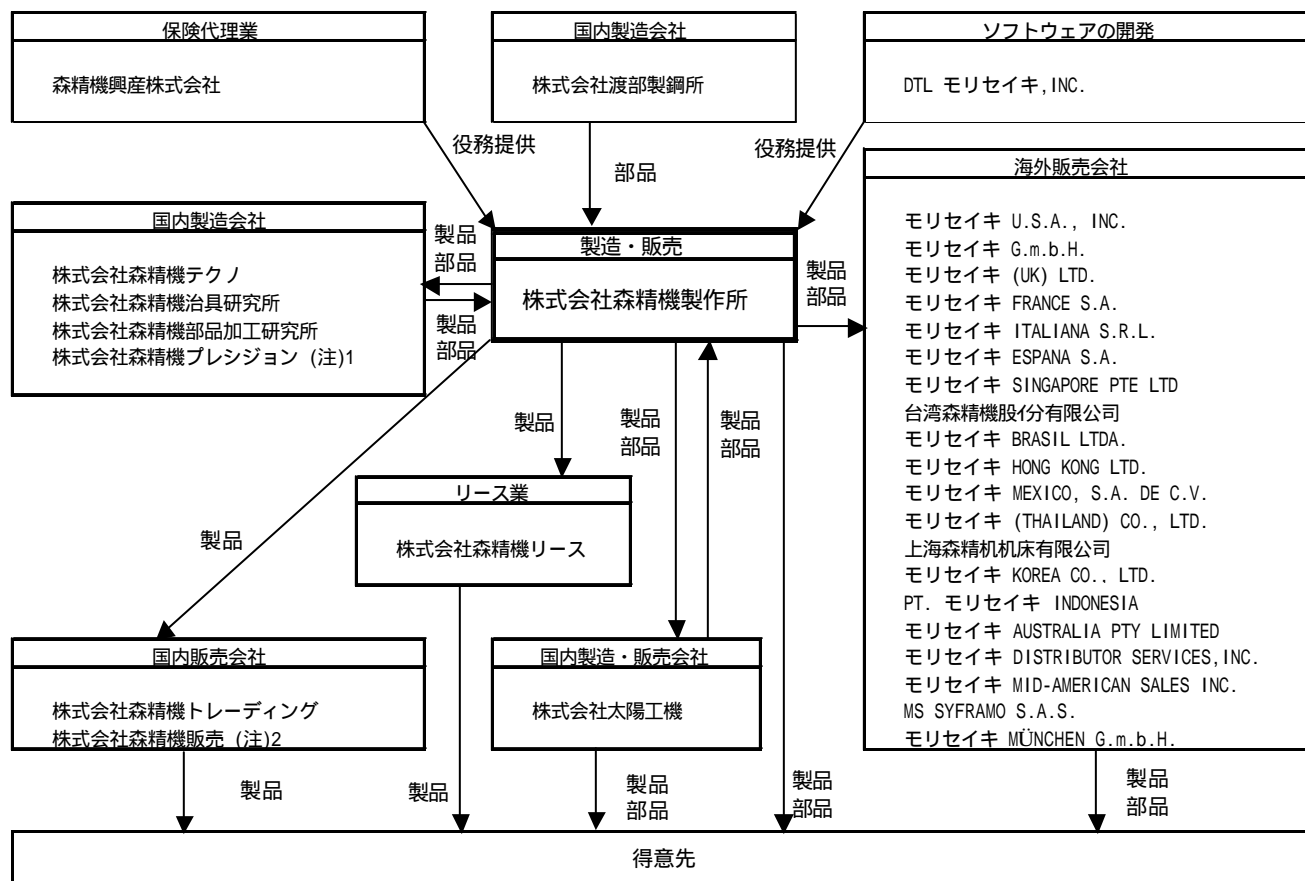 保険代理業
森精機興産株式会社
国内製造会社
株式会社渡部製鋼所
ソフトウェアの開発
DTL モリセイキ,INC.
役務提供
部品
役務提供
国内製造会社
株式会社森精機テクノ
株式会社森精機治具研究所
株式会社森精機部品加工研究所
株式会社森精機プレシジョン (注)1
製品
部品
製品
部品
製造・販売
株式会社森精機製作所
製品
部品
海外販売会社
モリセイキ U.S.A., INC.
モリセイキ G.m.b.H.
モリセイキ (UK) LTD.
モリセイキ FRANCE S.A.
モリセイキ ITALIANA S.R.L.
モリセイキ ESPANA S.A.
モリセイキ SINGAPORE PTE LTD
台湾森精機股份有限公司
モリセイキ BRASIL LTDA.
モリセイキ HONG KONG LTD.
モリセイキ MEXICO, S.A. DE C.V.
モリセイキ (THAILAND) CO., LTD.
上海森精机机床有限公司
モリセイキ KOREA CO., LTD.
PT. モリセイキ INDONESIA
モリセイキ AUSTRALIA PTY LIMITED
モリセイキ DISTRIBUTOR SERVICES,INC.
モリセイキ MID-AMERICAN SALES INC.
MS SYFRAMO S.A.S.
モリセイキ MÜNCHEN G.m.b.H.
製品
製品
部品
製品
部品
リース業
株式会社森精機リース
製品
国内販売会社
株式会社森精機トレーディング
株式会社森精機販売 (注)2
国内製造・販売会社
株式会社太陽工機
製品
製品
製品
部品
製品
部品
製品
部品
得意先